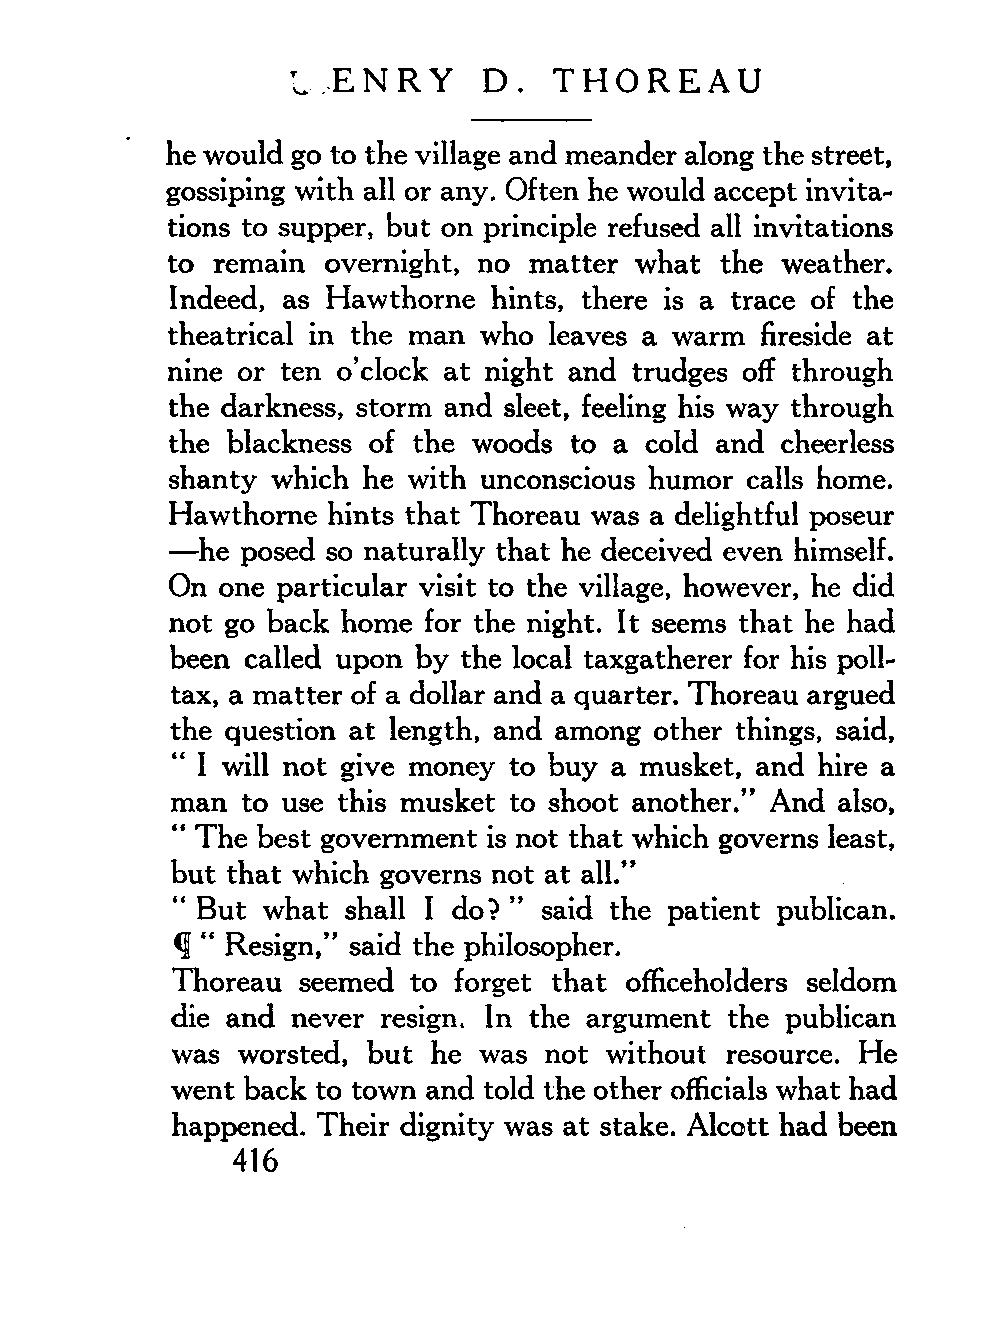 HENRY D. THOREAU
he would go to the village and meander along the street,
gossiping with all or any. Often he would accept invita-
tions to supper, but on principle refused all invitations
to remain overnight, no matter what the weather.
Indeed, as Hawthorne hints, there is a trace of the
theatrical in the man who leaves a warm fireside at
nine or ten o'clock at night and trudges off through
the darkness, storm and sleet, feeling his way through
the blackness of the woods to a cold and cheerless
shanty which he with unconscious humor calls home.
Hawthorne hints that Thoreau was a delightful poseur
—he posed so naturally that he deceived even himself.
On one particular visit to the village, however, he did
not go back home for the night. It seems that he had
been called upon by the local taxgatherer for his poll-
tax, a matter of a dollar and a quarter. Thoreau argued
the question at length, and among other things, said,
" I will not give money to buy a musket, and hire a
man to use this musket to shoot another." And also,
" The best government is not that which governs least,
but that which governs not at all."
" But what shall I do? " said the patient publican.
¶ " Resign," said the philosopher.
Thoreau seemed to forget that officeholders seldom
die and never resign. In the argument the publican
was worsted, but he was not without resource. He
went back to town and told the other officials what had
happened. Their dignity was at stake. Alcott had been
416